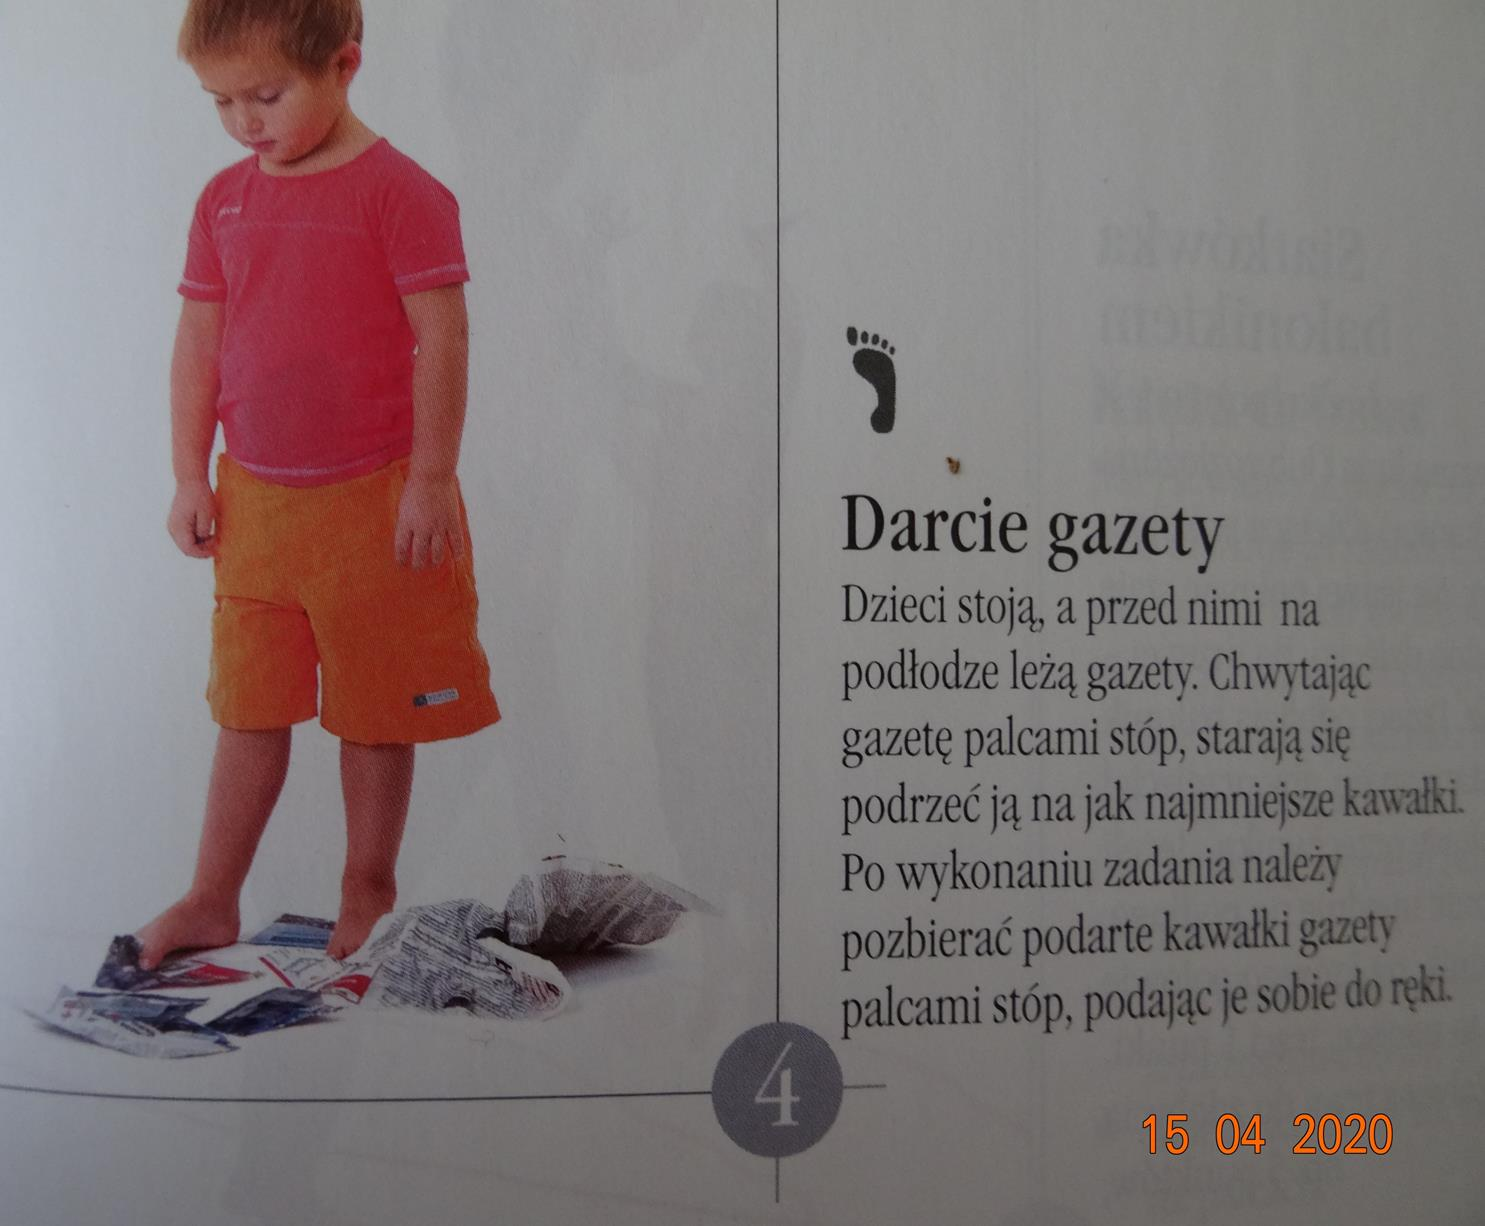 Darcie gazety
Dzieci stoją, a przed nimi na
podłodze leżą gazety. Chwytając
gazetę palcami stóp, starają się
podrzeć ją na jak najmniejsze kawałki.
Po wykonaniu zadania należy
pozbierać podarte kawałki gazety
palcami stóp, podając je sobie do ręki.
4
15 04 2020